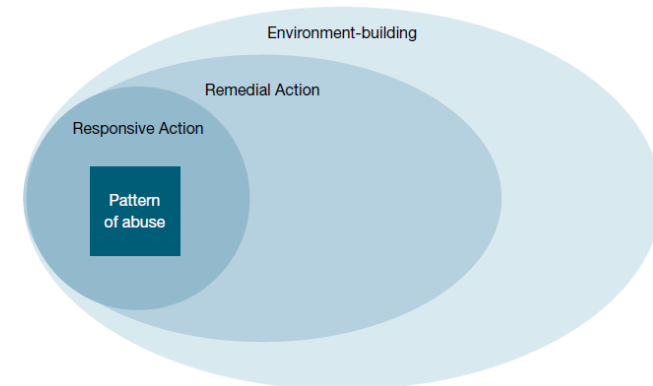 Environment-building
Remedial Action
Responsive Action
Pattern
of abuse